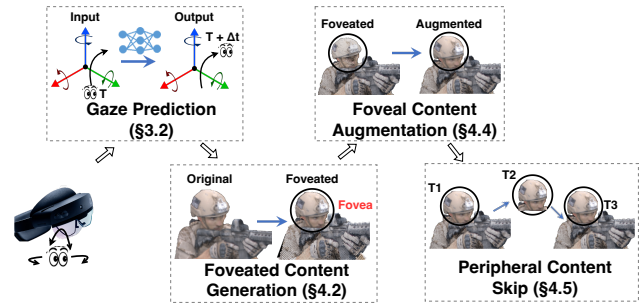 Input
Output
T + Δt
T
Gaze Prediction
(§3.2)
Foveated
Augmented
Foveal Content
Augmentation (§4.4)
Original
Foveated
Fovea
Foveated Content
Generation (§4.2)
T1
T2
T3
Peripheral Content
Skip (§4.5)